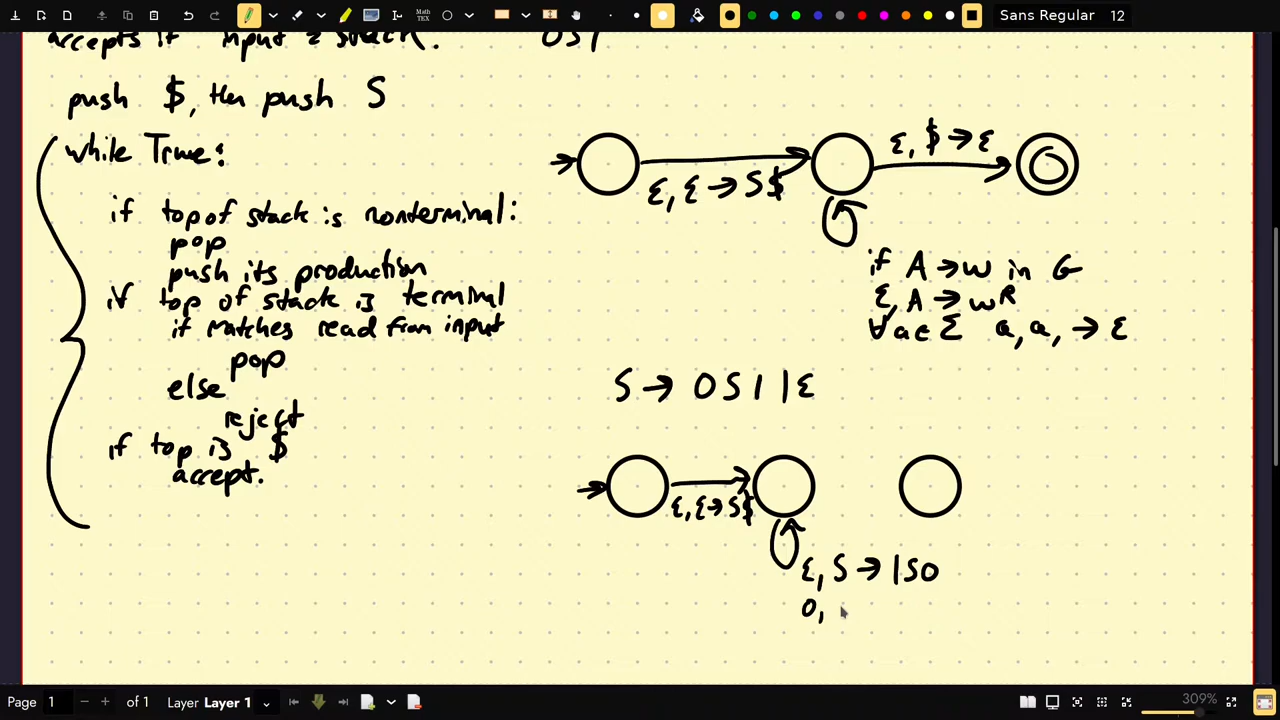 Sans Regular 12
accepts if input ε stack. 0S1
push $, then push S
while True:
if top of stack is nonterminal:
pop
push its production
if top of stack is terminal
if matches read from input
pop
else
reject
if top is $
accept.
ε, ε → S$
ε, $ → ε
if A → w in G
ε, A → wᴿ
∀a∈Σ a, a, → ε
S → 0S1 | ε
ε, ε → S$
ε, S → 1S0
0,
Page 1 of 1 Layer Layer 1 309%